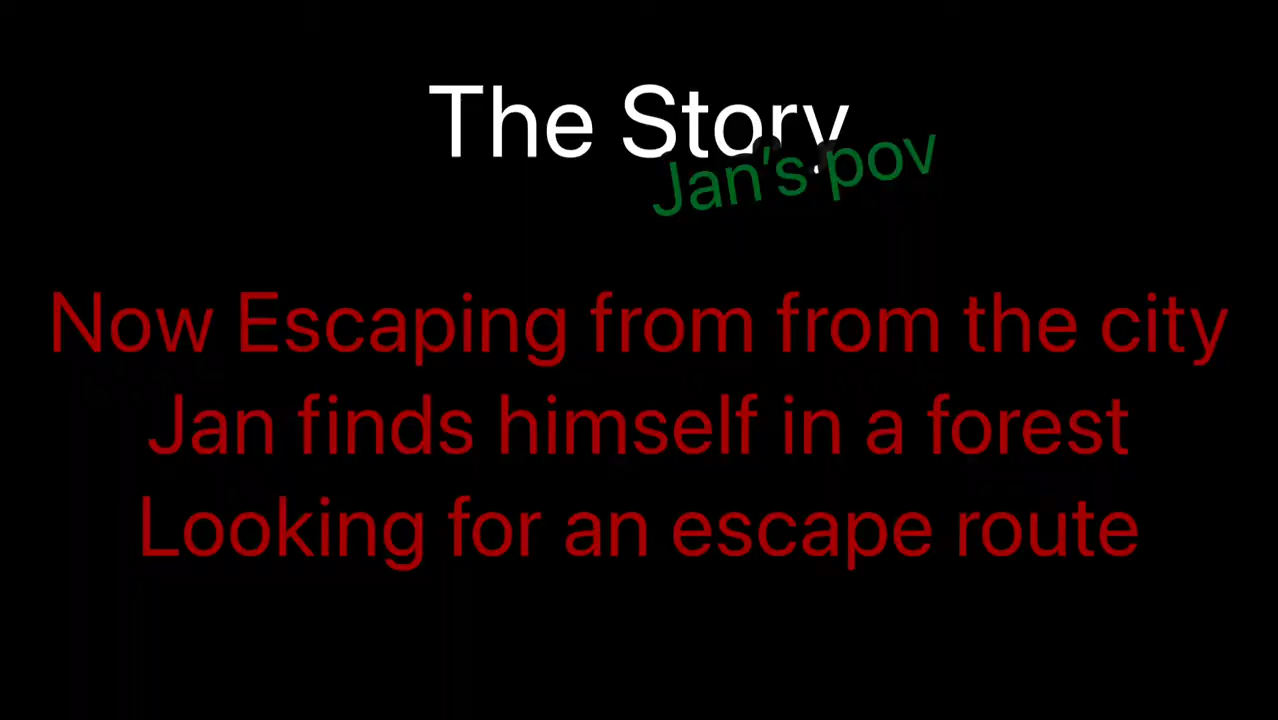 The Story
Jan's pov
Now Escaping from from the city
Jan finds himself in a forest
Looking for an escape route